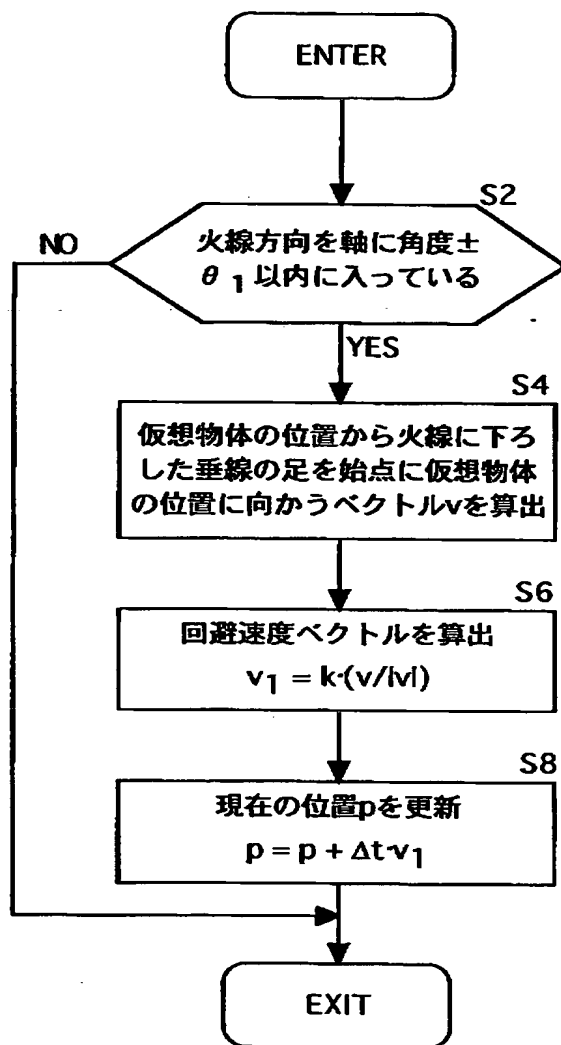 ENTER
S2
NO
火線方向を軸に角度±
θ1以内に入っている
YES
S4
仮想物体の位置から火線に下ろ
した垂線の足を始点に仮想物体
の位置に向かうベクトルvを算出
S6
回避速度ベクトルを算出
v1 = k·(v/|v|)
S8
現在の位置pを更新
p = p + Δt·v1
EXIT